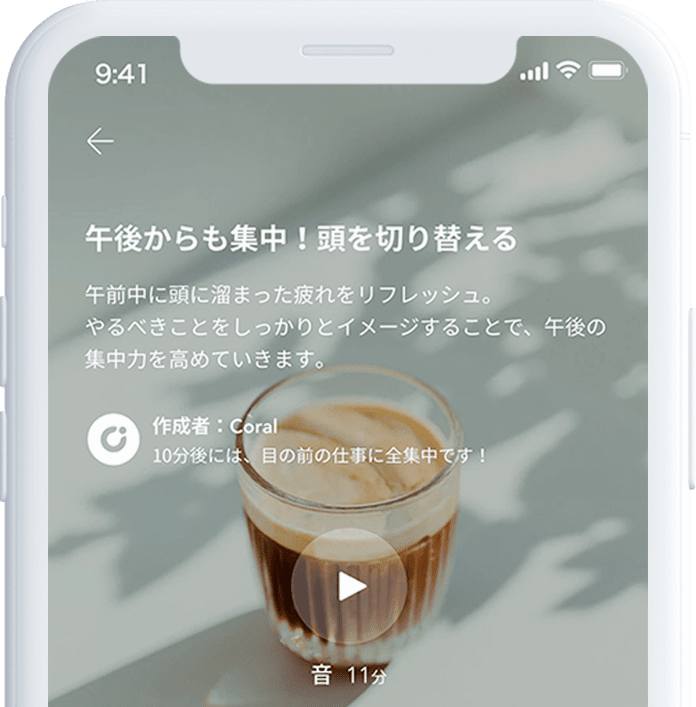 9:41
午後からも集中！頭を切り替える
午前中に頭に溜まった疲れをリフレッシュ。
やるべきことをしっかりとイメージすることで、午後の
集中力を高めていきます。
作成者：Coral
10分後には、目の前の仕事に全集中です！
音 11分